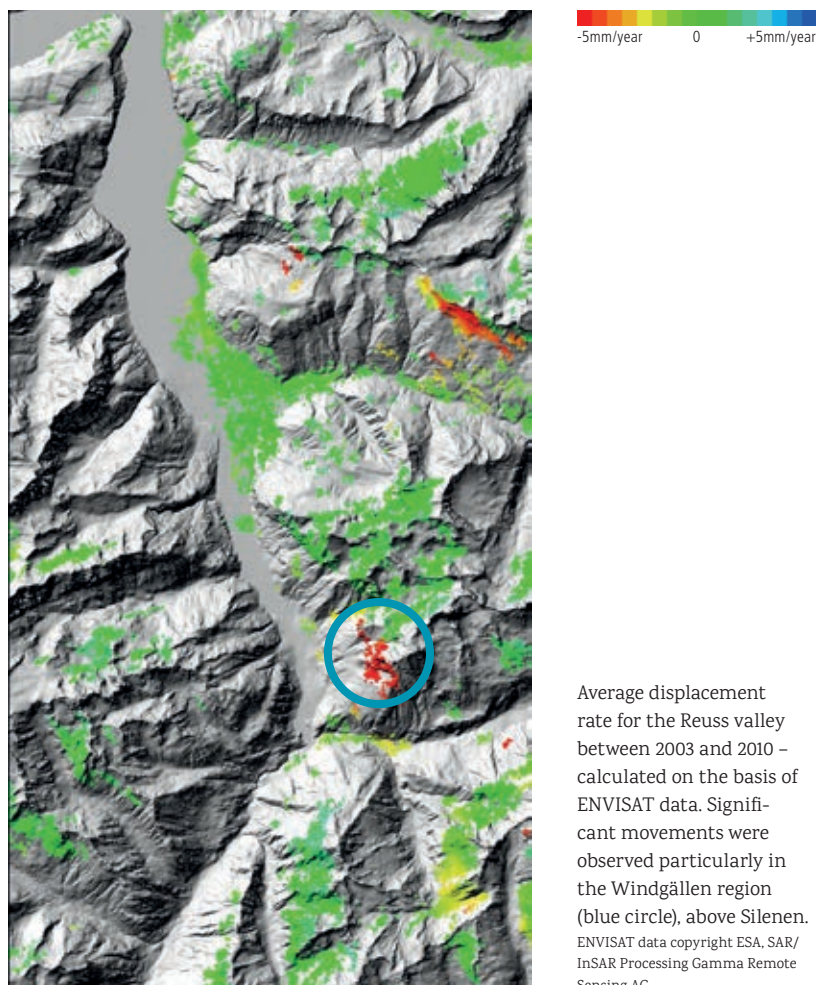 -5mm/year 0 +5mm/year
Average displacement
rate for the Reuss valley
between 2003 and 2010 –
calculated on the basis of
ENVISAT data. Signifi-
cant movements were
observed particularly in
the Windgällen region
(blue circle), above Silenen.
ENVISAT data copyright ESA, SAR/
InSAR Processing Gamma Remote
Sensing AG